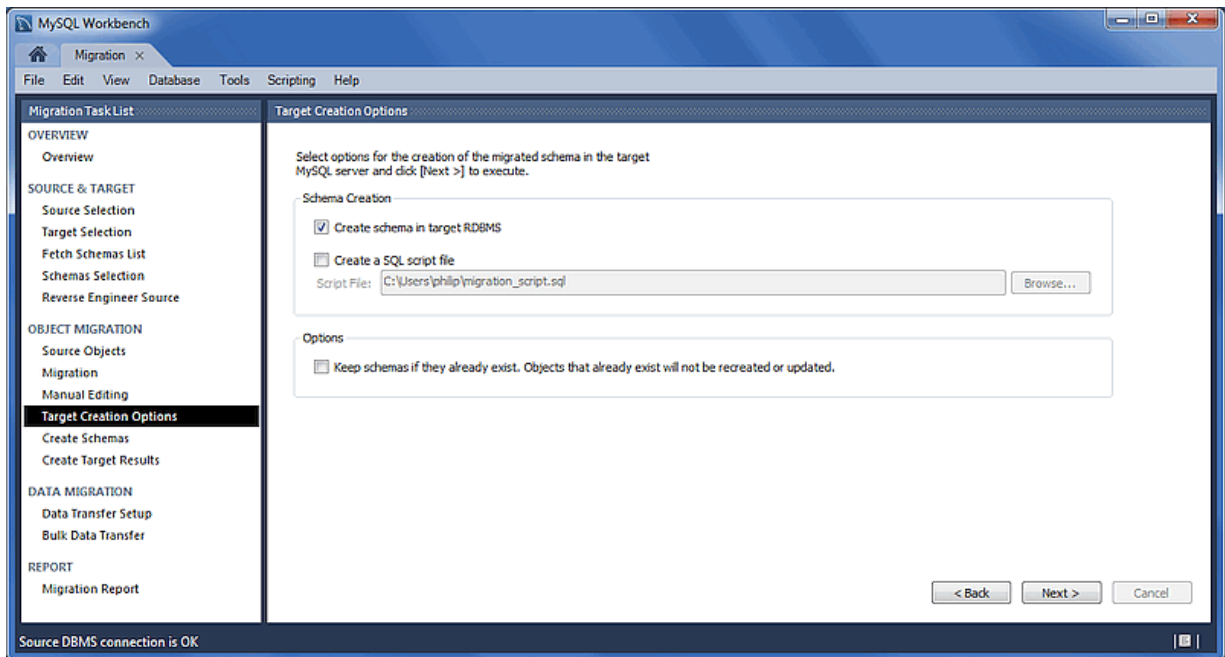 MySQL Workbench
Migration
File Edit View Database Tools Scripting Help
Migration Task List
OVERVIEW
Overview
SOURCE & TARGET
Source Selection
Target Selection
Fetch Schemas List
Schemas Selection
Reverse Engineer Source
OBJECT MIGRATION
Source Objects
Migration
Manual Editing
Target Creation Options
Create Schemas
Create Target Results
DATA MIGRATION
Data Transfer Setup
Bulk Data Transfer
REPORT
Migration Report
Target Creation Options
Select options for the creation of the migrated schema in the target
MySQL server and click [Next >] to execute.
Schema Creation
Create schema in target RDBMS
Create a SQL script file
Script File: C:\Users\philip\migration_script.sql Browse...
Options
Keep schemas if they already exist. Objects that already exist will not be recreated or updated.
< Back Next > Cancel
Source DBMS connection is OK